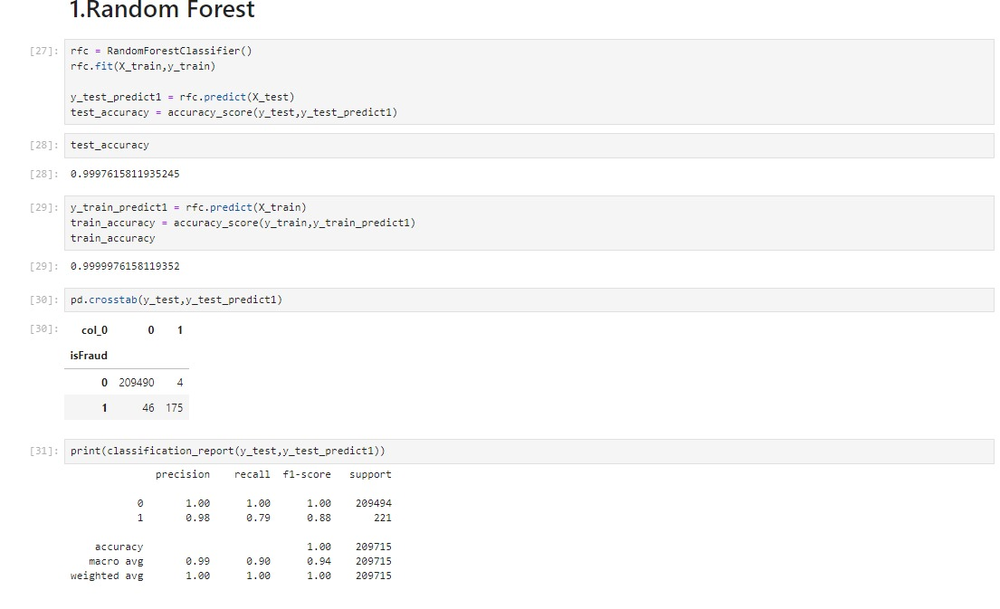 1.Random Forest
[27]: rfc = RandomForestClassifier()
rfc.fit(X_train,y_train)
y_test_predict1 = rfc.predict(X_test)
test_accuracy = accuracy_score(y_test,y_test_predict1)
[28]: test_accuracy
[28]: 0.9997615811935245
[29]: y_train_predict1 = rfc.predict(X_train)
train_accuracy = accuracy_score(y_train,y_train_predict1)
train_accuracy
[29]: 0.9999976158119352
[30]: pd.crosstab(y_test,y_test_predict1)
[30]: col_0 0 1
isFraud
0 209490 4
1 46 175
[31]: print(classification_report(y_test,y_test_predict1))
precision recall f1-score support
0 1.00 1.00 1.00 209494
1 0.98 0.79 0.88 221
accuracy 1.00 209715
macro avg 0.99 0.90 0.94 209715
weighted avg 1.00 1.00 1.00 209715